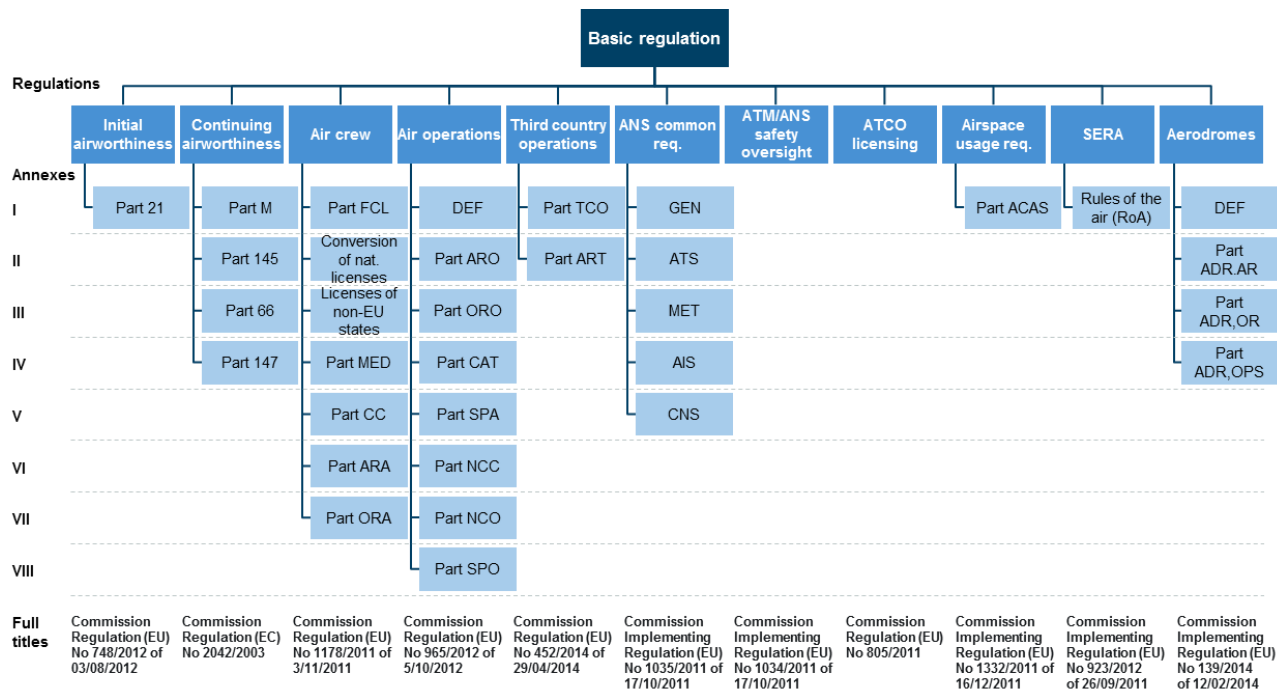 Basic regulation
Regulations
Initial
airworthiness
Continuing
airworthiness
Air crew
Air operations
Third country
operations
ANS common
req.
ATM/ANS
safety
oversight
ATCO
licensing
Airspace
usage req.
SERA
Aerodromes
Annexes
I
Part 21
Part M
Part FCL
DEF
Part TCO
GEN
Part ACAS
Rules of the
air (RoA)
DEF
II
Part 145
Conversion
of nat.
licenses
Part ARO
Part ART
ATS
Part
ADR.AR
III
Part 66
Licenses of
non-EU
states
Part ORO
MET
Part
ADR,OR
IV
Part 147
Part MED
Part CAT
AIS
Part
ADR,OPS
V
Part CC
Part SPA
CNS
VI
Part ARA
Part NCC
VII
Part ORA
Part NCO
VIII
Part SPO
Full
titles
Commission
Regulation (EU)
No 748/2012 of
03/08/2012
Commission
Regulation (EC)
No 2042/2003
Commission
Regulation (EU)
No 1178/2011 of
3/11/2011
Commission
Regulation (EU)
No 965/2012 of
5/10/2012
Commission
Regulation (EU)
No 452/2014 of
29/04/2014
Commission
Implementing
Regulation (EU)
No 1035/2011 of
17/10/2011
Commission
Implementing
Regulation (EU)
No 1034/2011 of
17/10/2011
Commission
Regulation (EU)
No 805/2011
Commission
Implementing
Regulation (EU)
No 1332/2011 of
16/12/2011
Commission
Implementing
Regulation (EU)
No 923/2012
of 26/09/2011
Commission
Implementing
Regulation (EU)
No 139/2014
of 12/02/2014